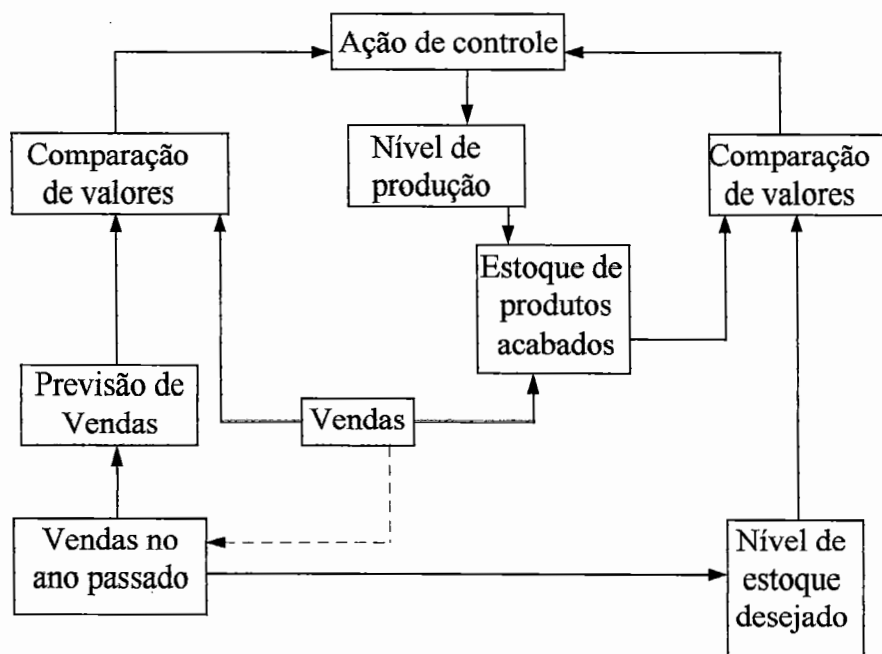 Ação de controle
Comparação
de valores
Nível de
produção
Comparação
de valores
Estoque de
produtos
acabados
Previsão de
Vendas
Vendas
Vendas no
ano passado
Nível de
estoque
desejado